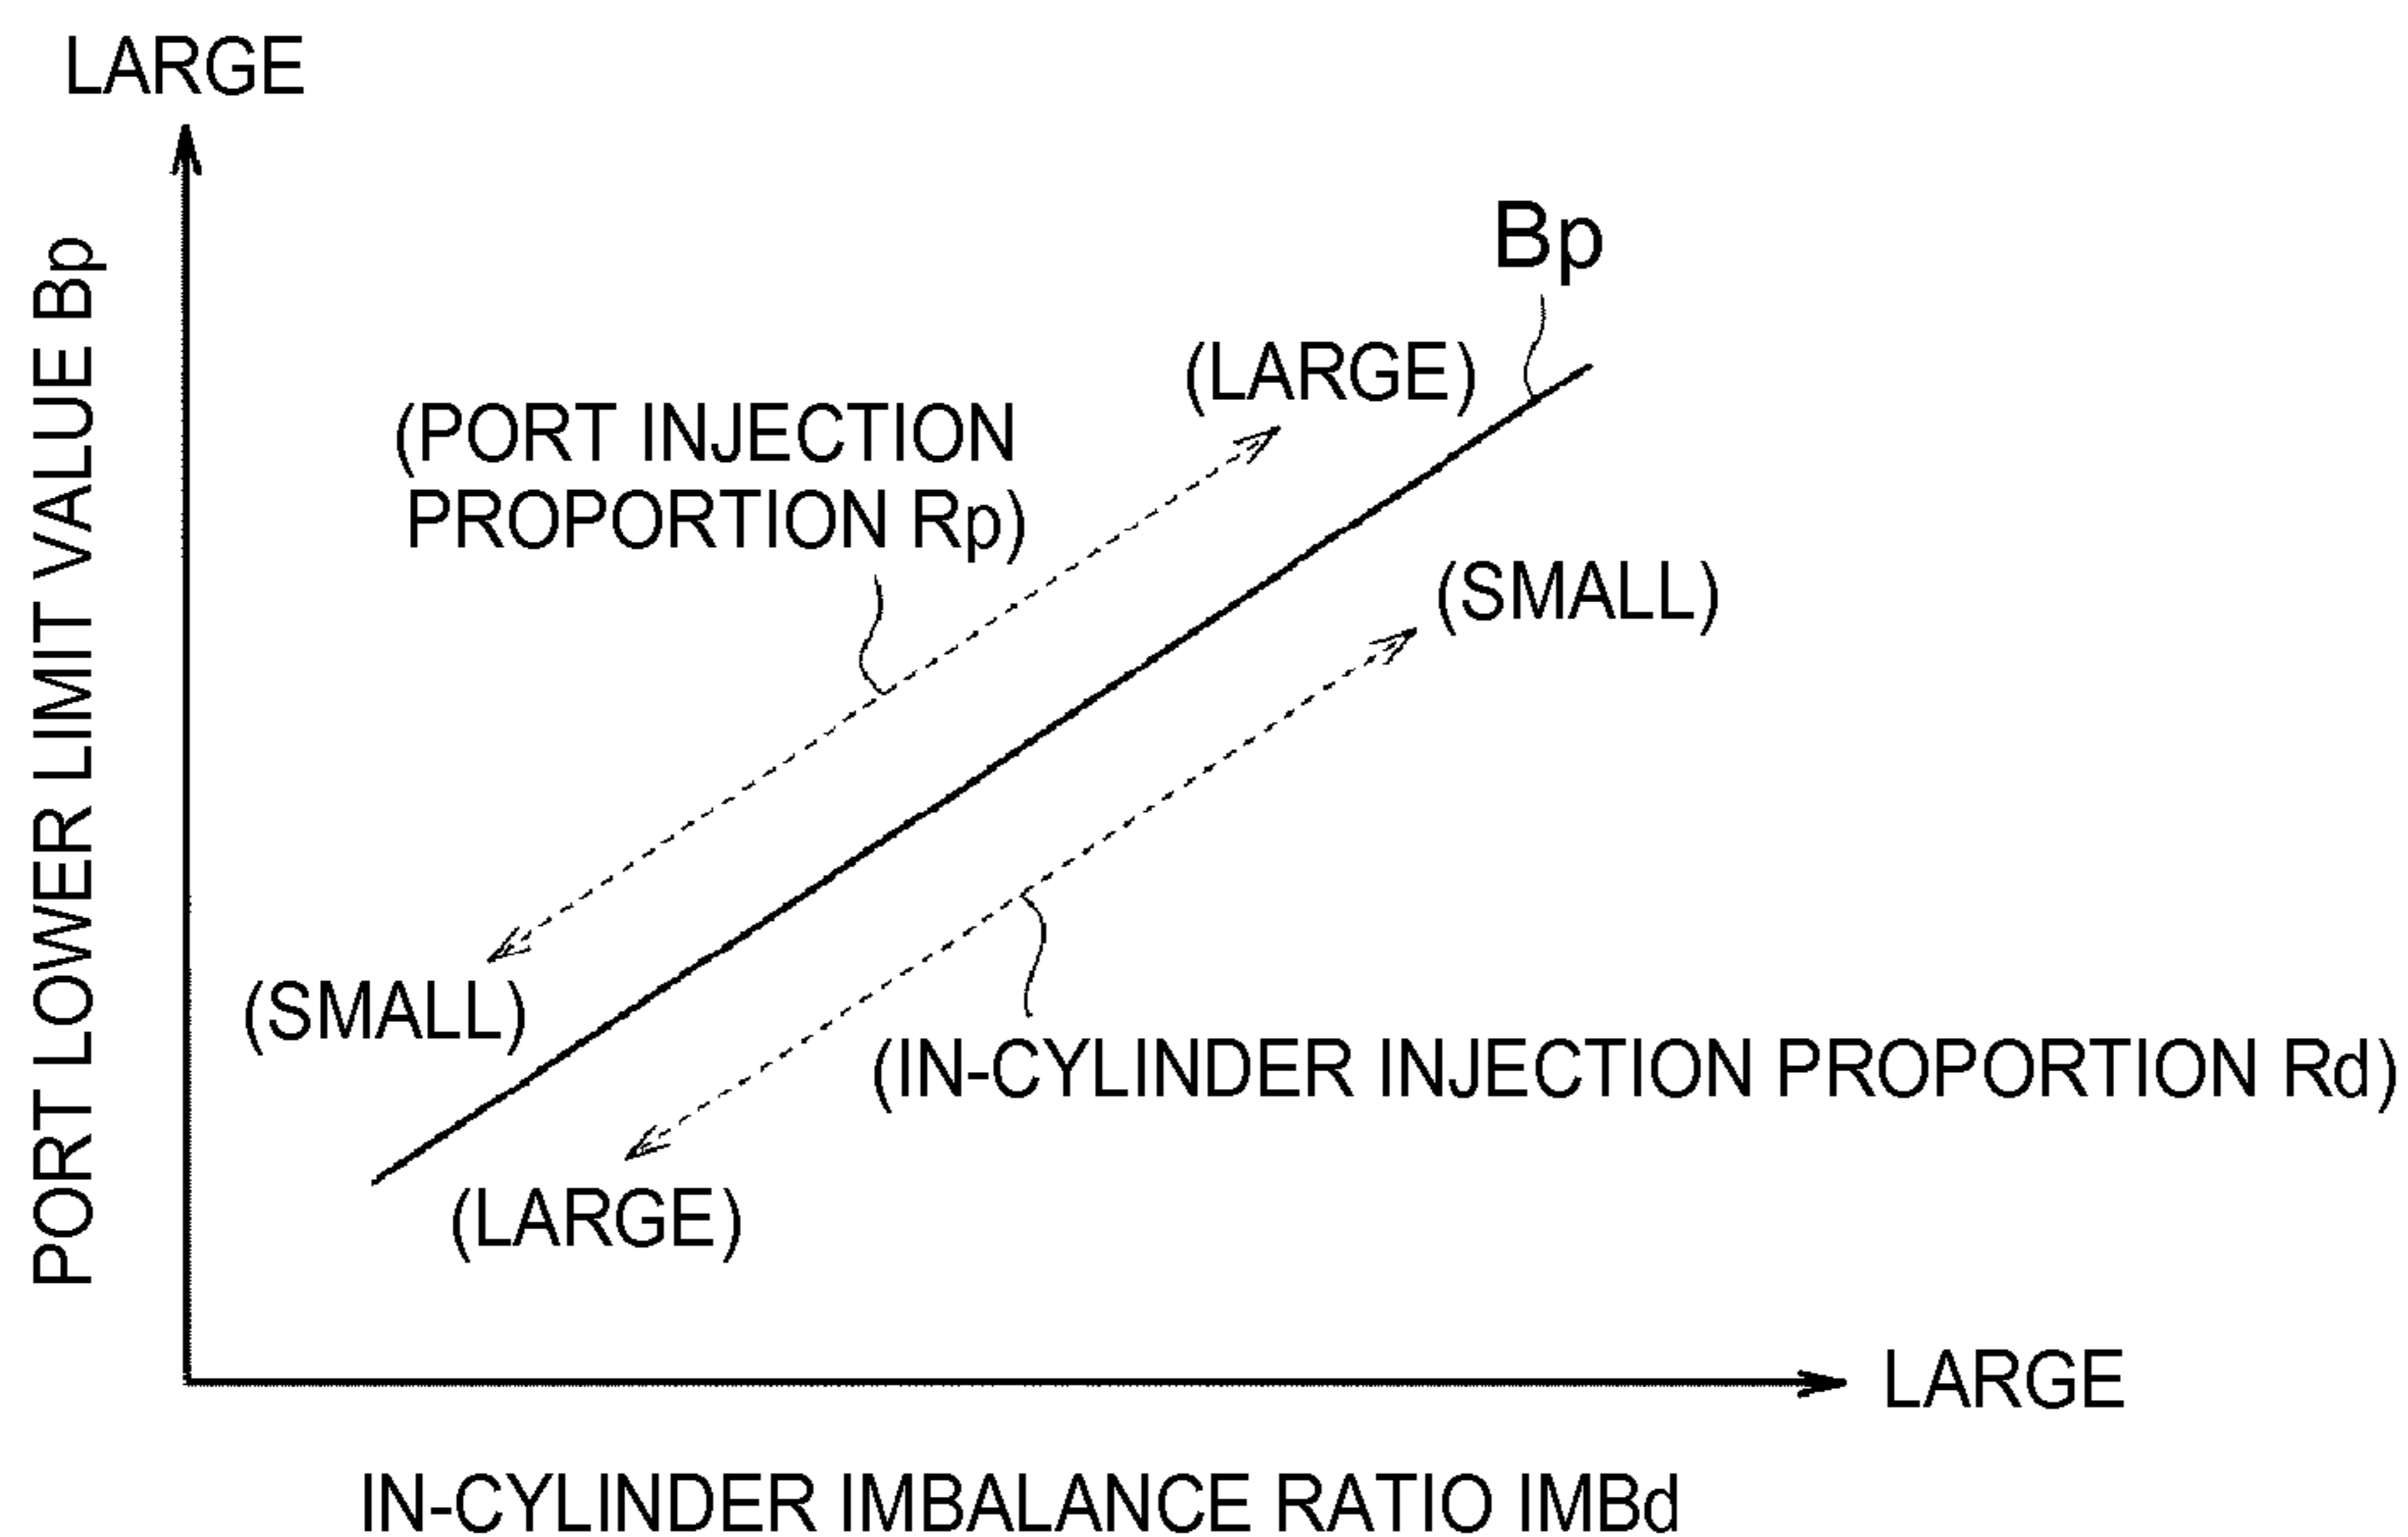 LARGE
PORT LOWER LIMIT VALUE Bp
Bp
(LARGE)
(PORT INJECTION
PROPORTION Rp)
(SMALL)
(SMALL)
(IN-CYLINDER INJECTION PROPORTION Rd)
(LARGE)
LARGE
IN-CYLINDER IMBALANCE RATIO IMBd